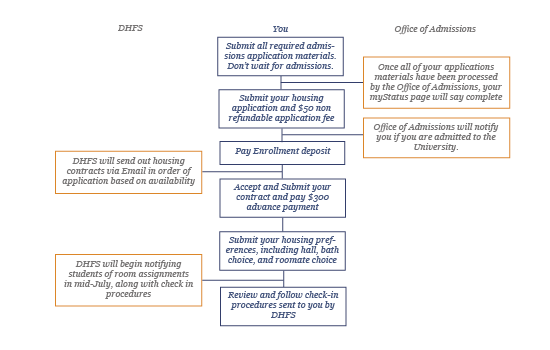 DHFS
You
Office of Admissions
Submit all required admis-
sions application materials.
Don't wait for admissions.
Once all of your applications
materials have been processed
by the Office of Admissions, your
myStatus page will say complete
Submit your housing
application and $50 non
refundable application fee
Office of Admissions will notify
you if you are admitted to the
University.
Pay Enrollment deposit
DHFS will send out housing
contracts via Email in order of
application based on availability
Accept and Submit your
contract and pay $300
advance payment
Submit your housing pref-
erences, including hall, bath
choice, and roomate choice
DHFS will begin notifying
students of room assignments
in mid-July, along with check in
procedures
Review and follow check-in
procedures sent to you by
DHFS